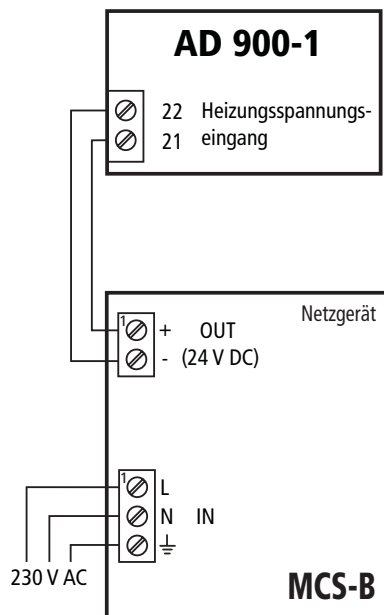 AD 900-1
22 Heizungsspannungs-
21 eingang
Netzgerät
1
+ OUT
- (24 V DC)
1
L
N IN
230 V AC
MCS-B